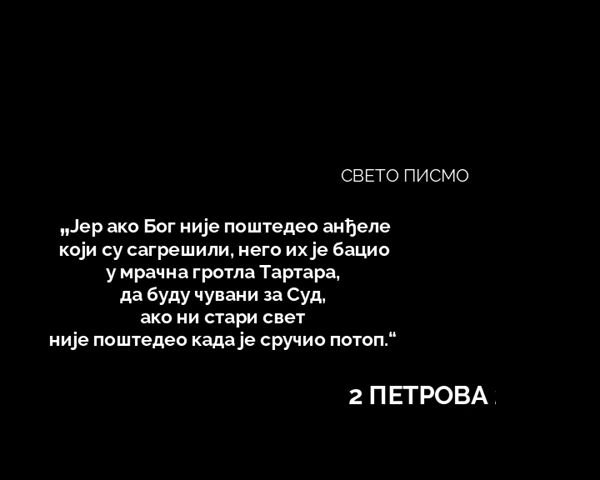 СВЕТО ПИСМО
„Јер ако Бог није поштедео анђеле
који су сагрешили, него их је бацио
у мрачна гротла Тартара,
да буду чувани за Суд,
ако ни стари свет
није поштедео када је сручио потоп.“
2 ПЕТРОВА